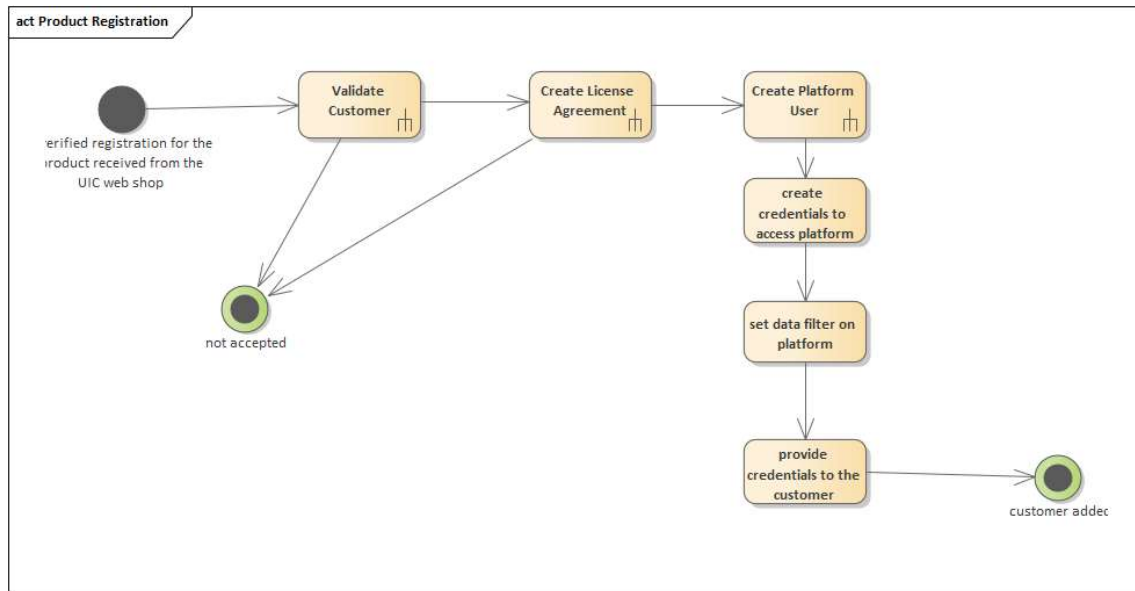 act Product Registration
Validate
Customer
Create License
Agreement
Create Platform
User
erified registration for the
roduct received from the
UIC web shop
create
credentials to
access platform
set data filter on
platform
not accepted
provide
credentials to the
customer
customer added